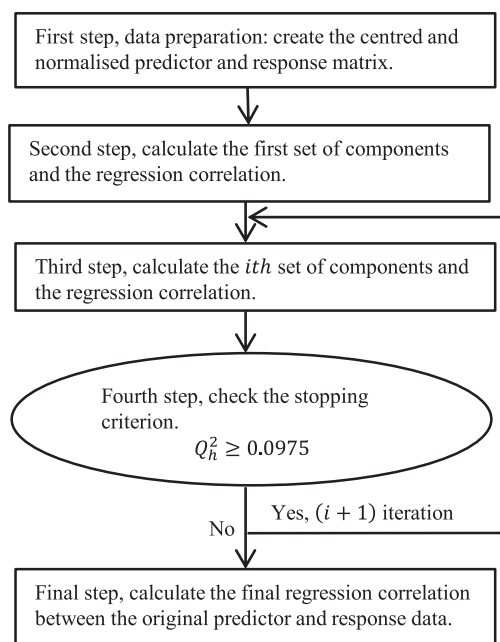 First step, data preparation: create the centred and
normalised predictor and response matrix.
Second step, calculate the first set of components
and the regression correlation.
Third step, calculate the ith set of components and
the regression correlation.
Fourth step, check the stopping
criterion.
Q_h^2 ≥ 0.0975
Yes, (i + 1) iteration
No
Final step, calculate the final regression correlation
between the original predictor and response data.